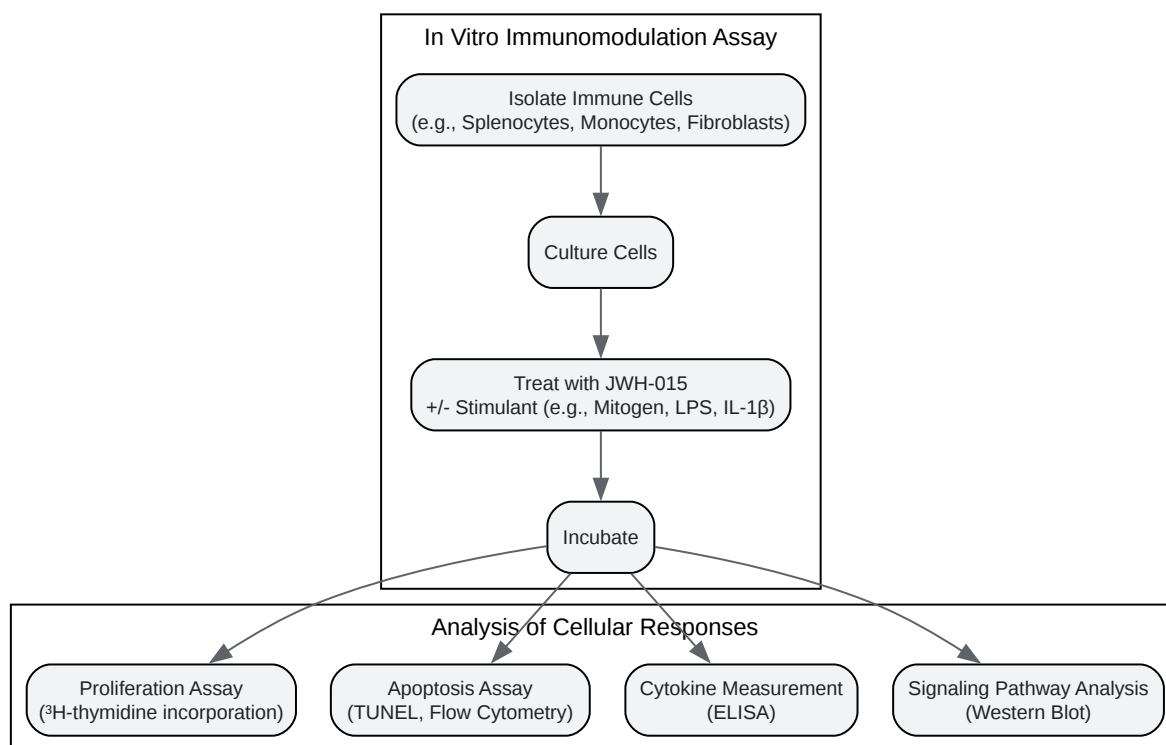 In Vitro Immunomodulation Assay
Isolate Immune Cells
(e.g., Splenocytes, Monocytes, Fibroblasts)
Culture Cells
Treat with JWH-015
+/- Stimulant (e.g., Mitogen, LPS, IL-1β)
Incubate
Analysis of Cellular Responses
Proliferation Assay
(³H-thymidine incorporation)
Apoptosis Assay
(TUNEL, Flow Cytometry)
Cytokine Measurement
(ELISA)
Signaling Pathway Analysis
(Western Blot)